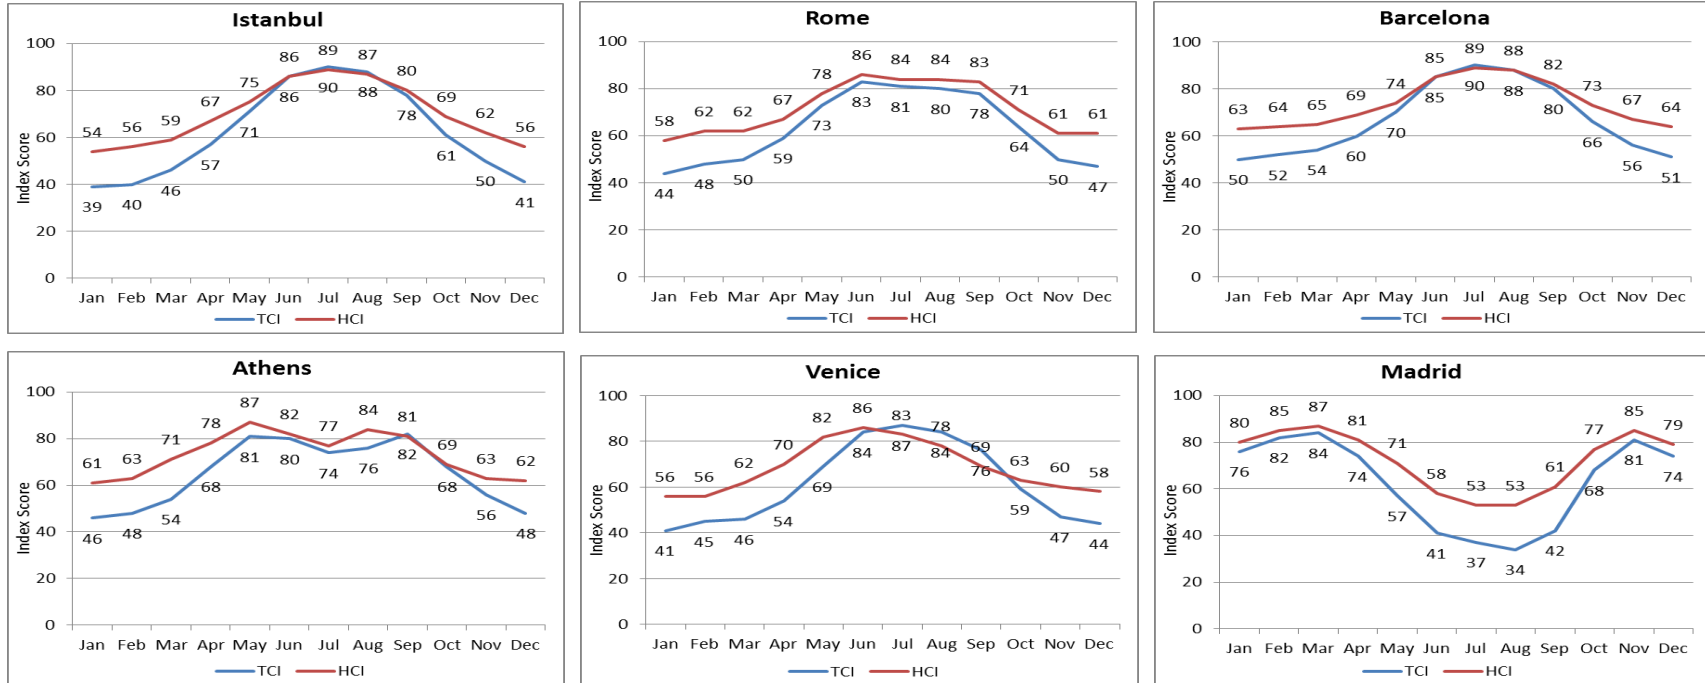 Istanbul
Index Score
100
80
60
40
20
0
54 56 59 67 75 86 89 87 80 69 62 56
39 40 46 57 71 86 90 88 78 61 50 41
Jan Feb Mar Apr May Jun Jul Aug Sep Oct Nov Dec
TCI HCI
Rome
Index Score
100
80
60
40
20
0
58 62 62 67 78 86 84 84 83 71 61 61
44 48 50 59 73 83 81 80 78 64 50 47
Jan Feb Mar Apr May Jun Jul Aug Sep Oct Nov Dec
TCI HCI
Barcelona
Index Score
100
80
60
40
20
0
63 64 65 69 74 85 89 88 82 73 67 64
50 52 54 60 70 85 90 88 80 66 56 51
Jan Feb Mar Apr May Jun Jul Aug Sep Oct Nov Dec
TCI HCI
Athens
Index Score
100
80
60
40
20
0
61 63 71 78 87 82 77 84 81 69 63 62
46 48 54 68 81 80 74 76 82 68 56 48
Jan Feb Mar Apr May Jun Jul Aug Sep Oct Nov Dec
TCI HCI
Venice
Index Score
100
80
60
40
20
0
56 56 62 70 82 86 83 78 69 63 60 58
41 45 46 54 69 84 87 84 76 59 47 44
Jan Feb Mar Apr May Jun Jul Aug Sep Oct Nov Dec
TCI HCI
Madrid
Index Score
100
80
60
40
20
0
80 85 87 81 71 58 53 53 61 77 85 79
76 82 84 74 57 41 37 34 42 68 81 74
Jan Feb Mar Apr May Jun Jul Aug Sep Oct Nov Dec
TCI HCI